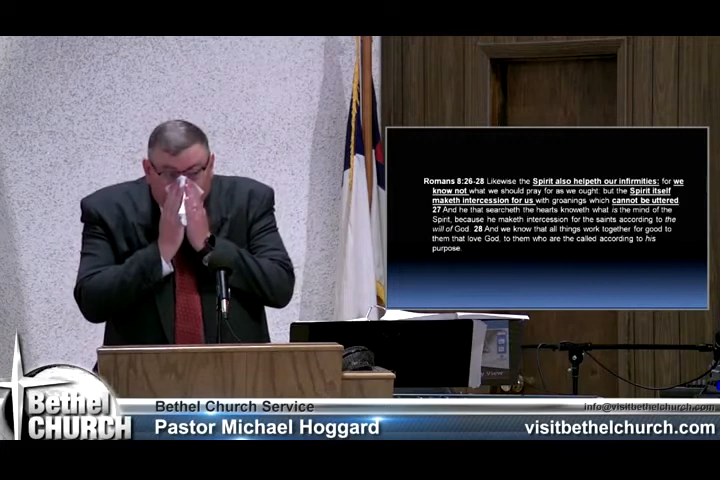 Romans 8:26-28 Likewise the Spirit also helpeth our infirmities: for we
know not what we should pray for as we ought: but the Spirit itself
maketh intercession for us with groanings which cannot be uttered
27 And he that searcheth the hearts knoweth what is the mind of the
Spirit, because he maketh intercession for the saints according to the
will of God. 28 And we know that all things work together for good to
them that love God, to them who are the called according to his
purpose.
Bethel
CHURCH
Bethel Church Service
Pastor Michael Hoggard
info@visitbethelchurch.com
visitbethelchurch.com